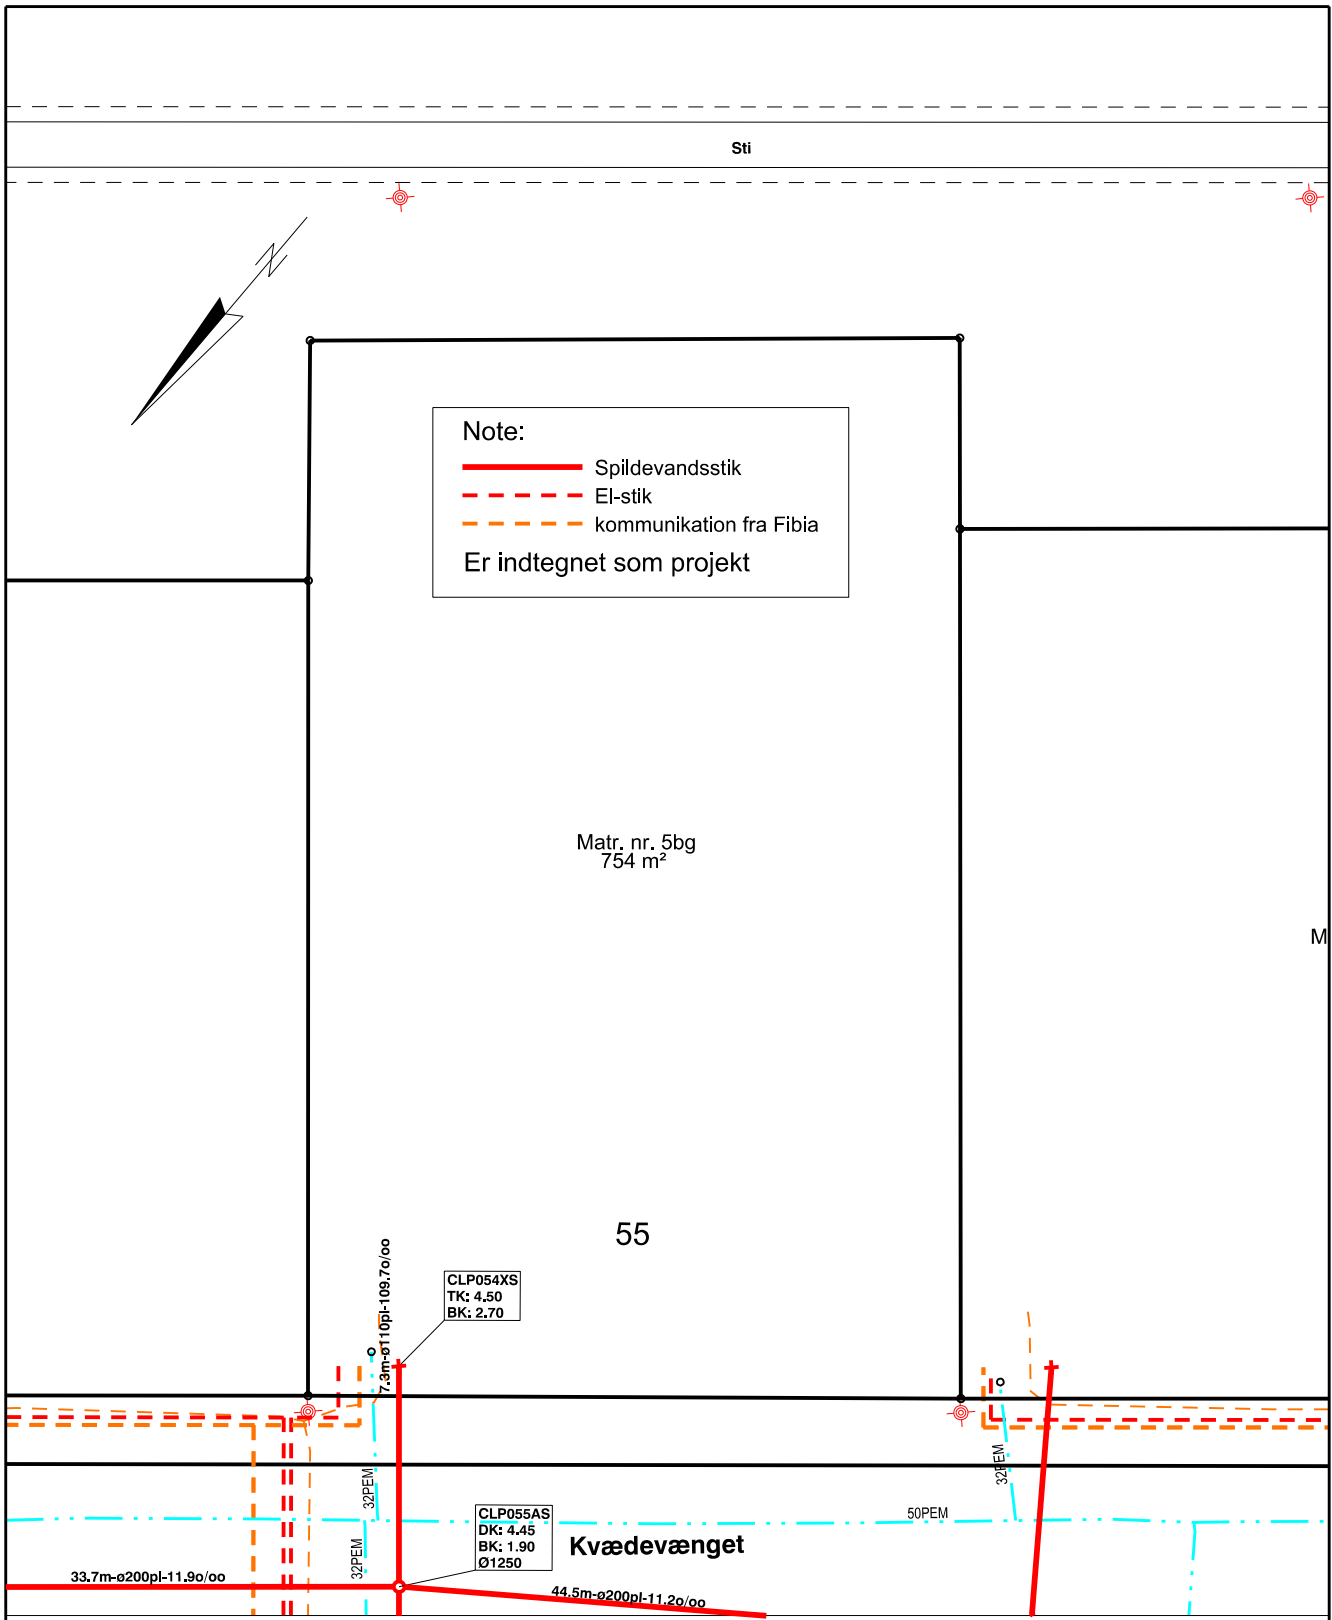 Sti
N
Note:
Spildevandsstik
El-stik
kommunikation fra Fibia
Er indtegnet som projekt
Matr. nr. 5bg
754 m²
M
55
7.3m-ø110pl-109.7o/oo
CLP054XS
TK: 4.50
BK: 2.70
32PEM
32PEM
50PEM
CLP055AS
DK: 4.45
BK: 1.90
Ø1250
Kvædevænget
32PEM
33.7m-ø200pl-11.9o/oo
44.5m-ø200pl-11.2o/oo